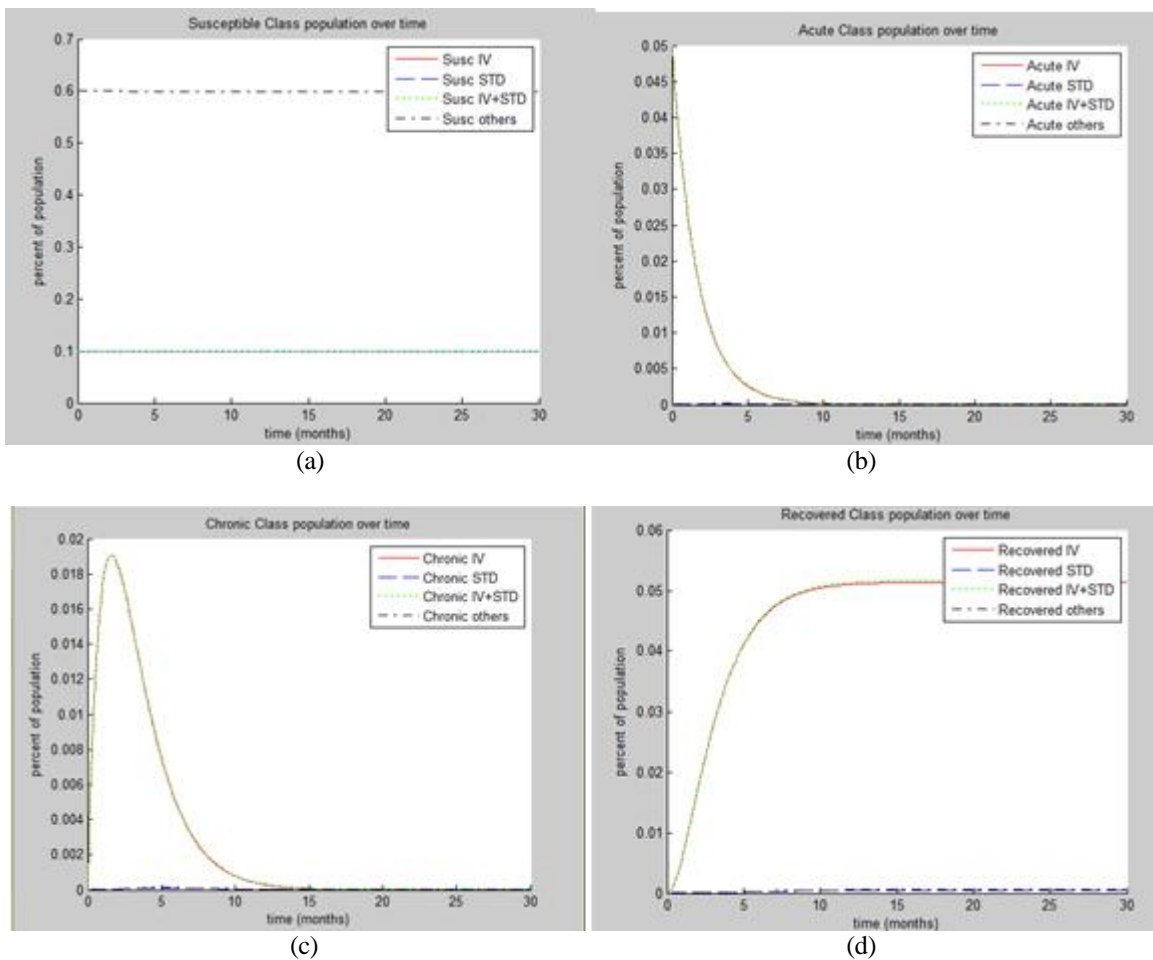 Susceptible Class population over time
0.7
0.6
0.5
0.4
0.3
0.2
0.1
0
percent of population
Susc IV
Susc STD
Susc IV+STD
Susc others
0 5 10 15 20 25 30
time (months)
(a)
Acute Class population over time
0.05
0.045
0.04
0.035
0.03
0.025
0.02
0.015
0.01
0.005
0
percent of population
Acute IV
Acute STD
Acute IV+STD
Acute others
0 5 10 15 20 25 30
time (months)
(b)
Chronic Class population over time
0.02
0.018
0.016
0.014
0.012
0.01
0.008
0.006
0.004
0.002
0
percent of population
Chronic IV
Chronic STD
Chronic IV+STD
Chronic others
0 5 10 15 20 25 30
time (months)
(c)
Recovered Class population over time
0.06
0.05
0.04
0.03
0.02
0.01
0
percent of population
Recovered IV
Recovered STD
Recovered IV+STD
Recovered others
0 5 10 15 20 25 30
time (months)
(d)